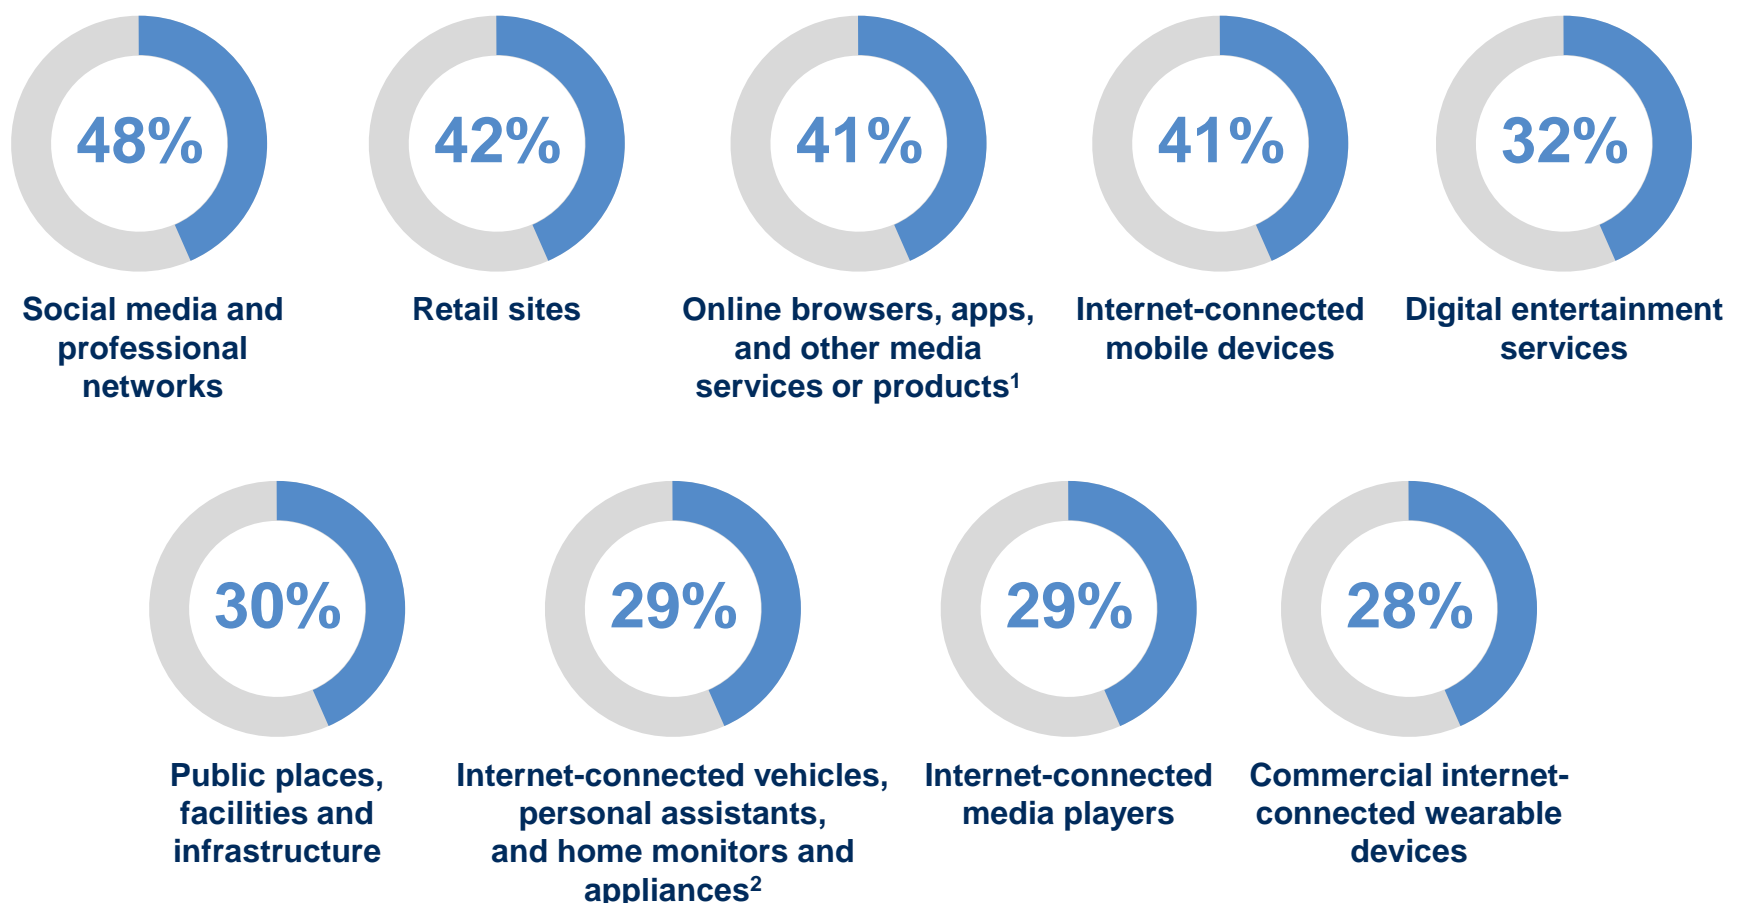 48%
42%
41%
41%
32%
Social media and
professional
networks
Retail sites
Online browsers, apps,
and other media
services or products¹
Internet-connected
mobile devices
Digital entertainment
services
30%
29%
29%
28%
Public places,
facilities and
infrastructure
Internet-connected vehicles,
personal assistants,
and home monitors and
appliances²
Internet-connected
media players
Commercial internet-
connected wearable
devices